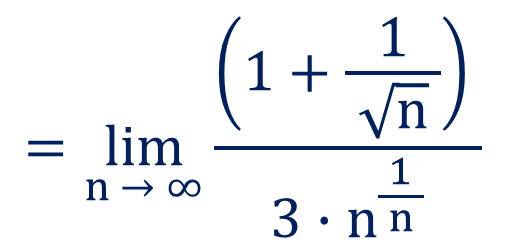 = lim n → ∞ (1 + 1/√n) / (3 · n^(1/n))